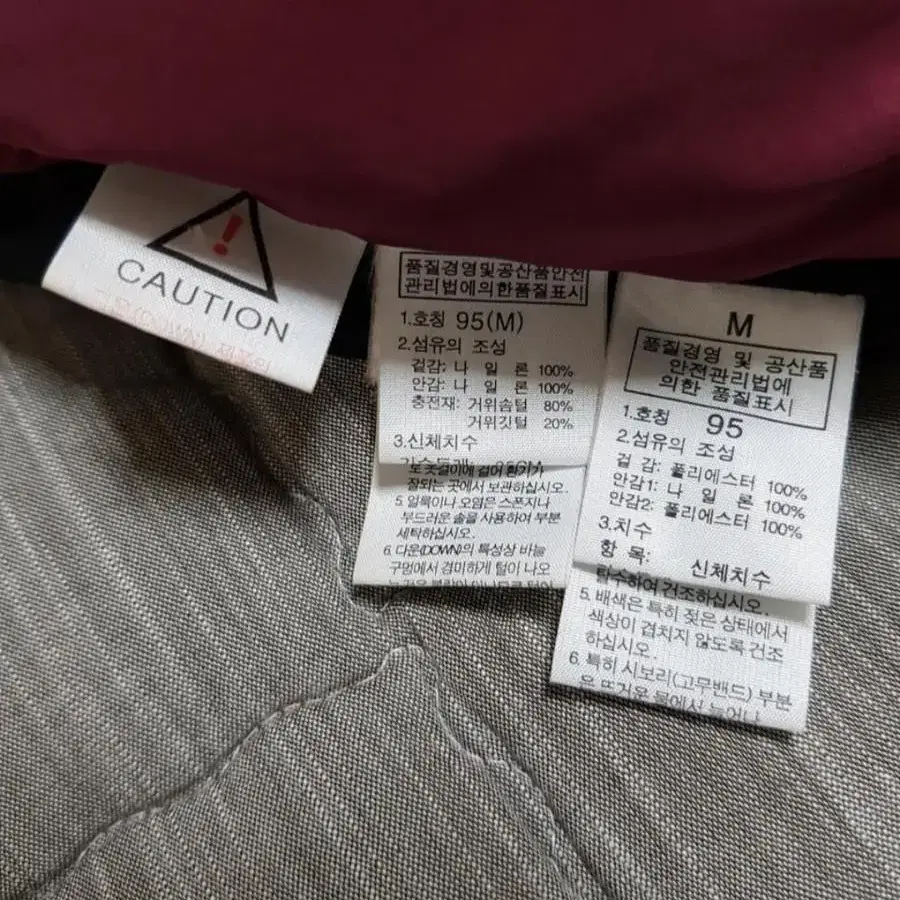 CAUTION
품질경영및공산품안전
관리법에의한품질표시
1.호칭 95(M)
2.섬유의 조성
겉감: 나 일 론 100%
안감: 나 일 론 100%
충전재: 거위솜털 80%
거위깃털 20%
3.신체치수
잘되는 곳에서 보관하십시오.
5. 얼룩이나 오염은 스폰지나
부드러운 솔을 사용하여 부분
세탁하십시오.
6. 다운(DOWN)의 특성상 바늘
구멍에서 경미하게 털이 나오
M
품질경영 및 공산품
안전관리법에
의한 품질표시
1.호칭 95
2.섬유의 조성
겉 감: 폴리에스터 100%
안감1: 나 일 론 100%
안감2: 폴리에스터 100%
3.치수
항 목: 신체치수
탈수하여 건조하십시오.
5. 배색은 특히 젖은 상태에서
색상이 겹치지 않도록 건조
하십시오.
6. 특히 시보리(고무밴드) 부분
은 뜨거운 물에서 늘어나